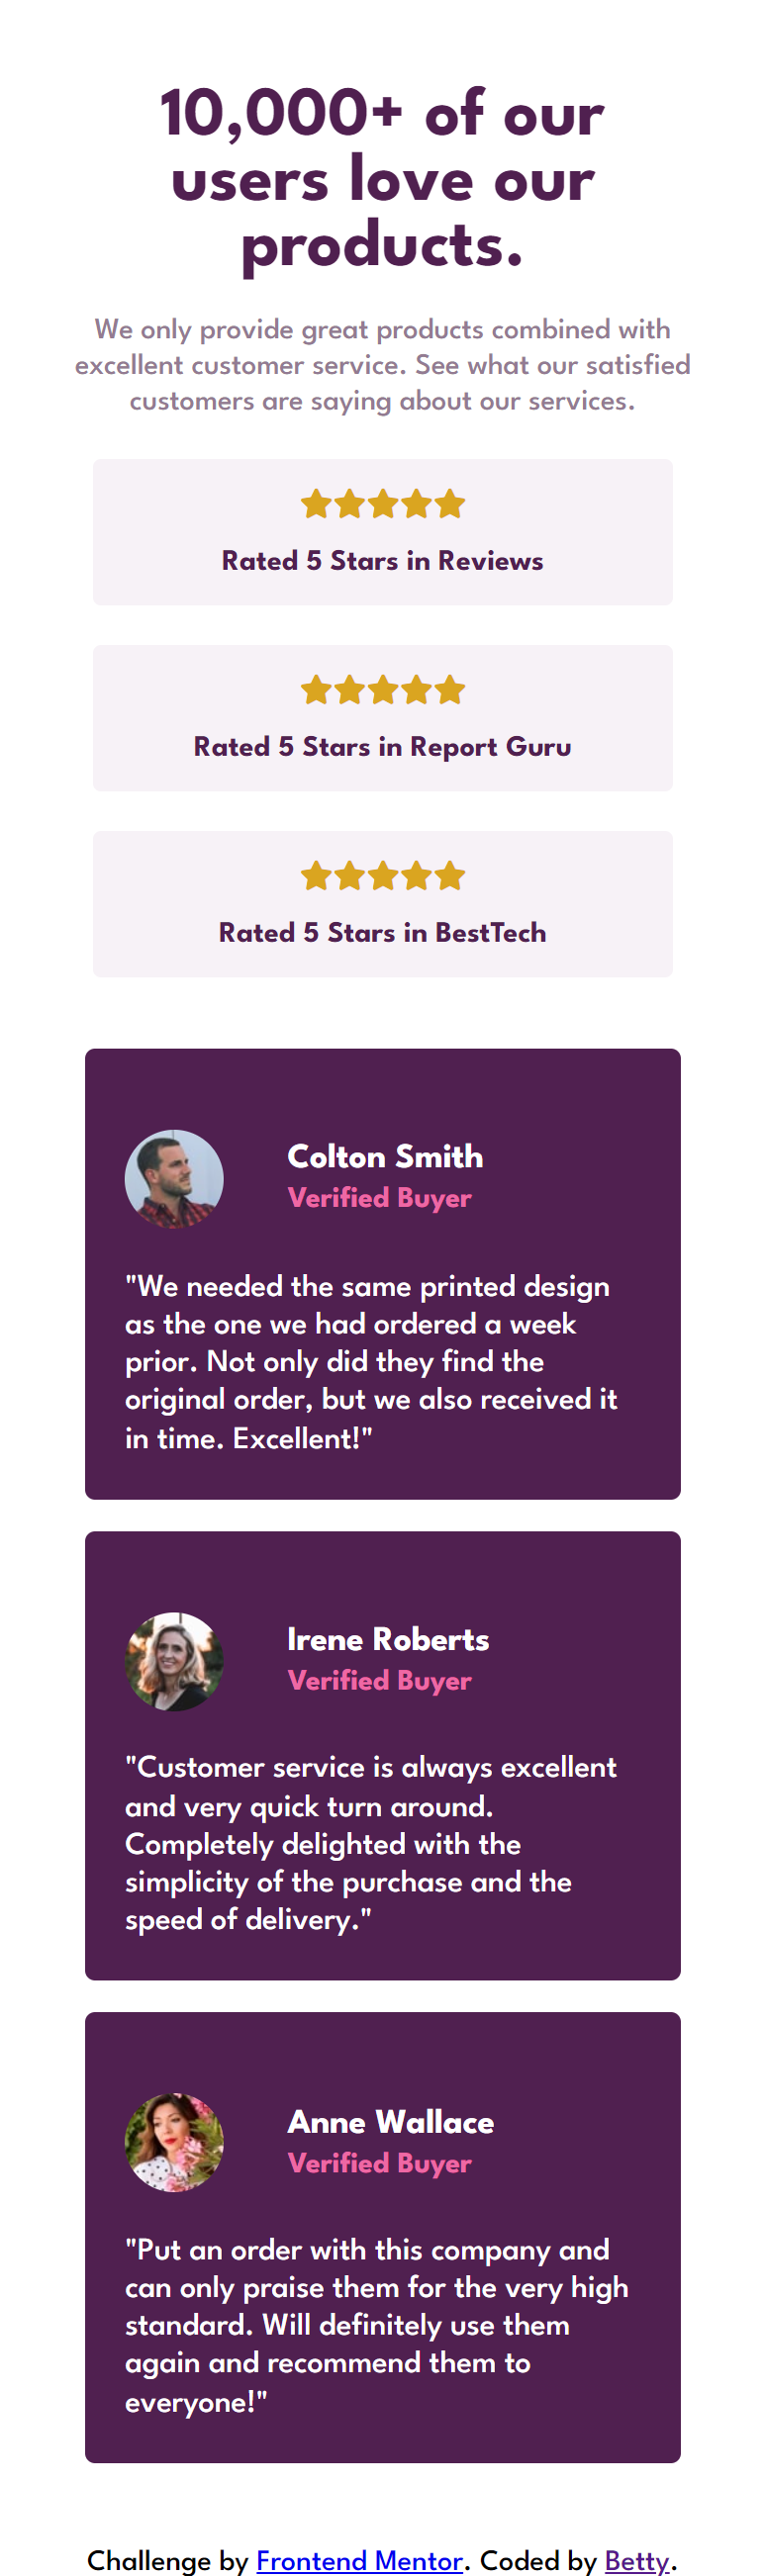 10,000+ of our
users love our
products.
We only provide great products combined with
excellent customer service. See what our satisfied
customers are saying about our services.
Rated 5 Stars in Reviews
Rated 5 Stars in Report Guru
Rated 5 Stars in BestTech
Colton Smith
Verified Buyer
"We needed the same printed design
as the one we had ordered a week
prior. Not only did they find the
original order, but we also received it
in time. Excellent!"
Irene Roberts
Verified Buyer
"Customer service is always excellent
and very quick turn around.
Completely delighted with the
simplicity of the purchase and the
speed of delivery."
Anne Wallace
Verified Buyer
"Put an order with this company and
can only praise them for the very high
standard. Will definitely use them
again and recommend them to
everyone!"
Challenge by Frontend Mentor. Coded by Betty.